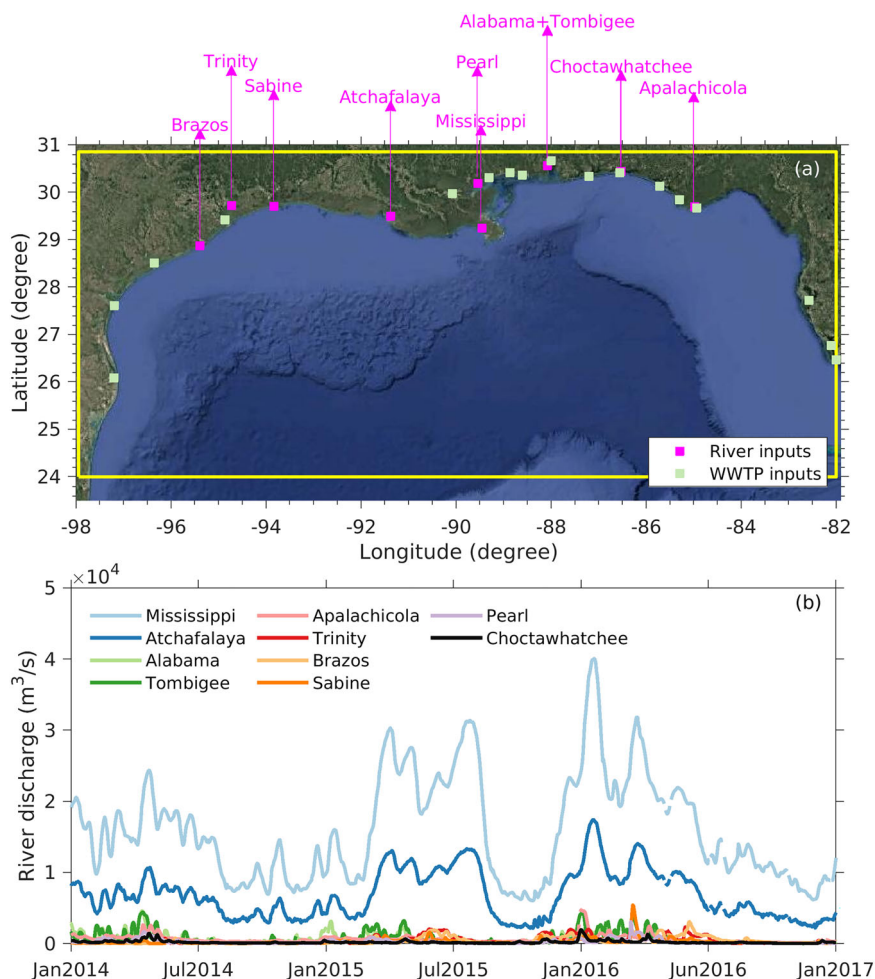 Alabama+Tombigee
Trinity
Pearl
Choctawhatchee
Sabine
Apalachicola
Atchafalaya
Mississippi
Brazos
31
30
29
28
27
26
25
24
Latitude (degree)
(a)
River inputs
WWTP inputs
-98 -96 -94 -92 -90 -88 -86 -84 -82
Longitude (degree)
×10⁴
5
4
3
2
1
0
River discharge (m³/s)
(b)
Mississippi Apalachicola Pearl
Atchafalaya Trinity Choctawhatchee
Alabama Brazos
Tombigee Sabine
Jan2014 Jul2014 Jan2015 Jul2015 Jan2016 Jun2016 Jan2017